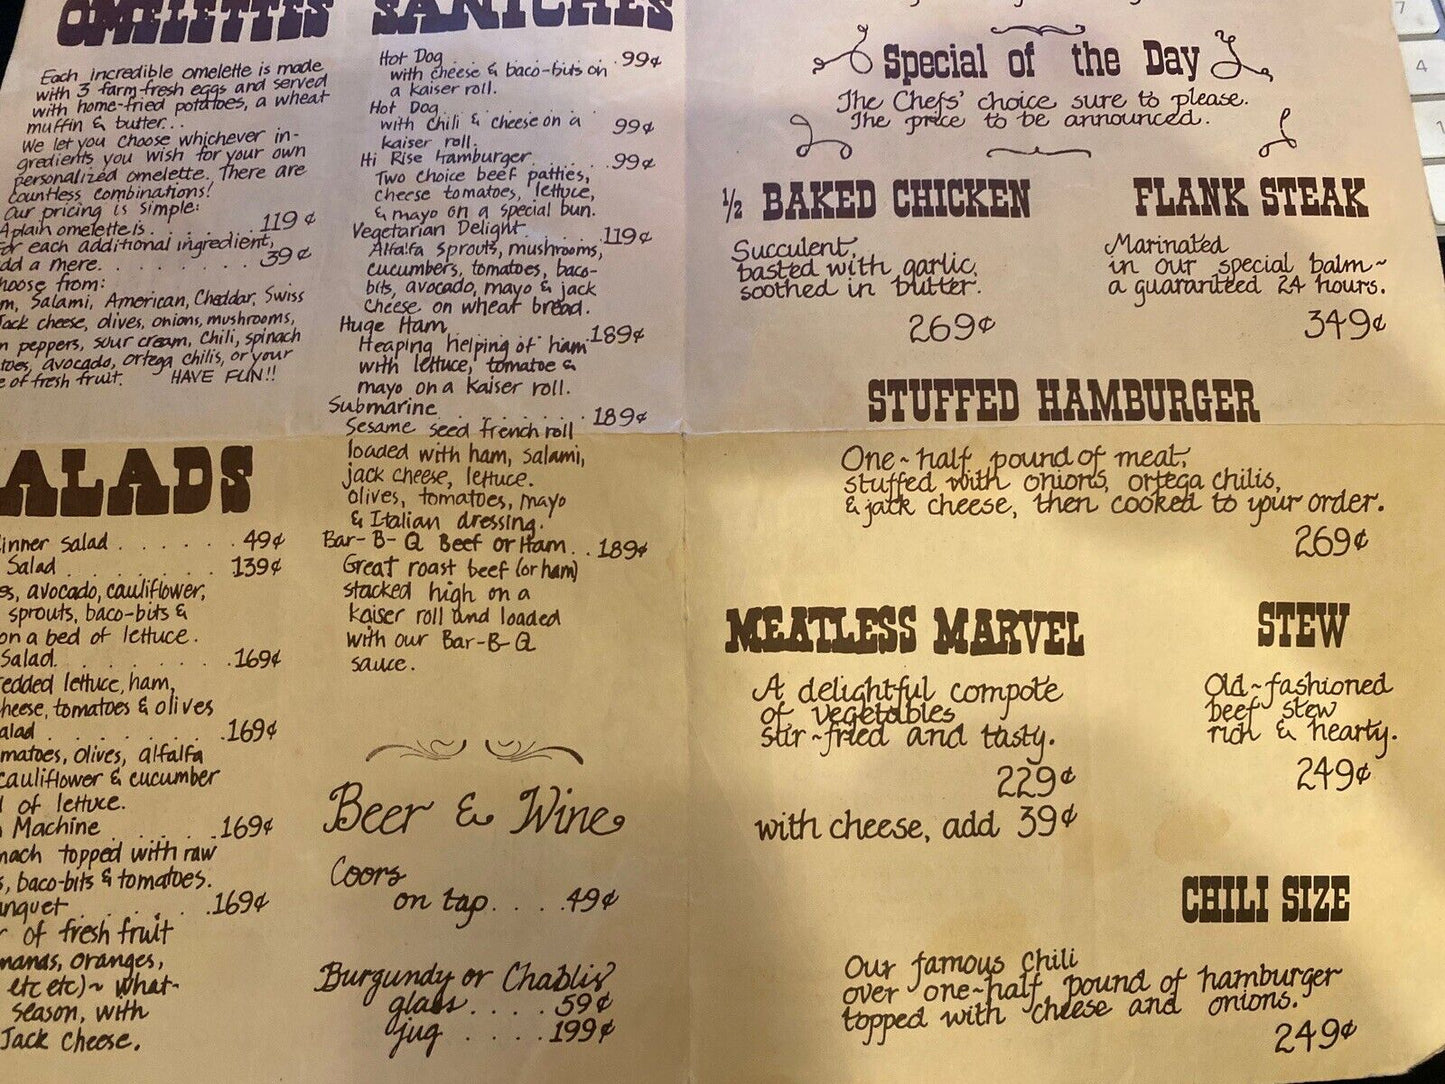 OMELETTES
Each incredible omelette is made
with 3 farm-fresh eggs and served
with home-fried potatoes, a wheat
muffin & butter...
We let you choose whichever in-
gredients you wish for your own
personalized omelette. There are
countless combinations!
Our pricing is simple:
A plain omelette is . . . . . . 119¢
For each additional ingredient,
add a mere. . . . . . . . 39¢
hoose from:
m, Salami, American, Cheddar, Swiss
Jack cheese, olives, onions, mushrooms,
n peppers, sour cream, chili, spinach
toes, avocado, ortega chilis, or your
e of fresh fruit. HAVE FUN!!
ALADS
inner salad . . . . . . 49¢
Salad . . . . . . . 139¢
es, avocado, cauliflower,
sprouts, baco-bits &
on a bed of lettuce.
Salad. . . . . . . . 169¢
edded lettuce, ham,
heese, tomatoes & olives
alad . . . . . . . . 169¢
matoes, olives, alfalfa
cauliflower & cucumber
d of lettuce.
Machine . . . . . 169¢
nach topped with raw
s, baco-bits & tomatoes.
nquet . . . . . . . 169¢
r of fresh fruit
nanas, oranges,
etc etc)~ what-
season, with
Jack cheese.
SANICHES
Hot Dog . . . . . . . . . 99¢
with cheese & baco-bits on
a kaiser roll.
Hot Dog
with chili & cheese on a 99¢
kaiser roll.
Hi Rise Hamburger . . . . . 99¢
Two choice beef patties,
cheese tomatoes, lettuce,
& mayo on a special bun.
Vegetarian Delight . . . . . 119¢
Alfalfa sprouts, mushrooms,
cucumbers, tomatoes, baco-
bits, avocado, mayo & jack
cheese on wheat bread.
Huge Ham . . . . . . . . 189¢
Heaping helping of ham
with lettuce, tomatoe &
mayo on a kaiser roll.
Submarine . . . . . . . . 189¢
Sesame seed french roll
loaded with ham, salami,
jack cheese, lettuce.
olives, tomatoes, mayo
& Italian dressing.
Bar-B-Q Beef or Ham . . 189¢
Great roast beef (or ham)
stacked high on a
kaiser roll and loaded
with our Bar-B-Q
sauce.
Beer & Wine
Coors
on tap. . . . 49¢
Burgundy or Chablis
glass. . . . . 59¢
jug . . . . . 199¢
Special of the Day
The Chefs' choice sure to please.
The price to be announced.
1/2 BAKED CHICKEN
Succulent,
basted with garlic,
soothed in butter.
269¢
FLANK STEAK
Marinated
in our special balm~
a guaranteed 24 hours.
349¢
STUFFED HAMBURGER
One~half pound of meat,
stuffed with onions, ortega chilis,
& jack cheese, then cooked to your order.
269¢
MEATLESS MARVEL
A delightful compote
of vegetables
stir~fried and tasty.
229¢
with cheese, add 39¢
STEW
Old~fashioned
beef stew
rich & hearty.
249¢
CHILI SIZE
Our famous chili
over one~half pound of hamburger
topped with cheese and onions.
249¢
7
4
1